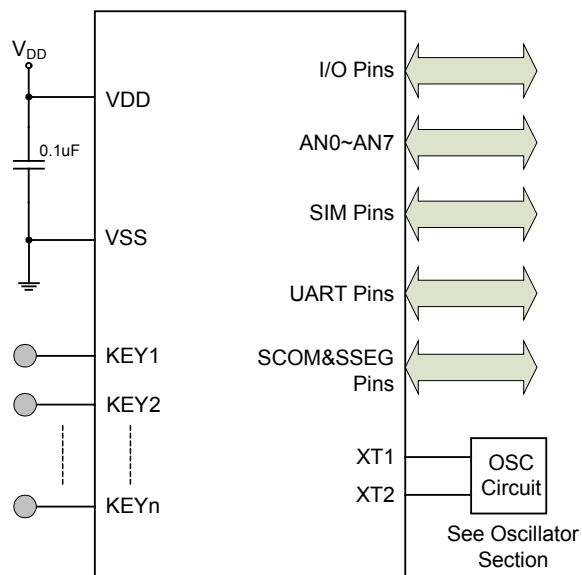 VDD
VDD
0.1uF
VSS
KEY1
KEY2
KEYn
I/O Pins
AN0~AN7
SIM Pins
UART Pins
SCOM&SSEG
Pins
XT1
XT2
OSC
Circuit
See Oscillator
Section